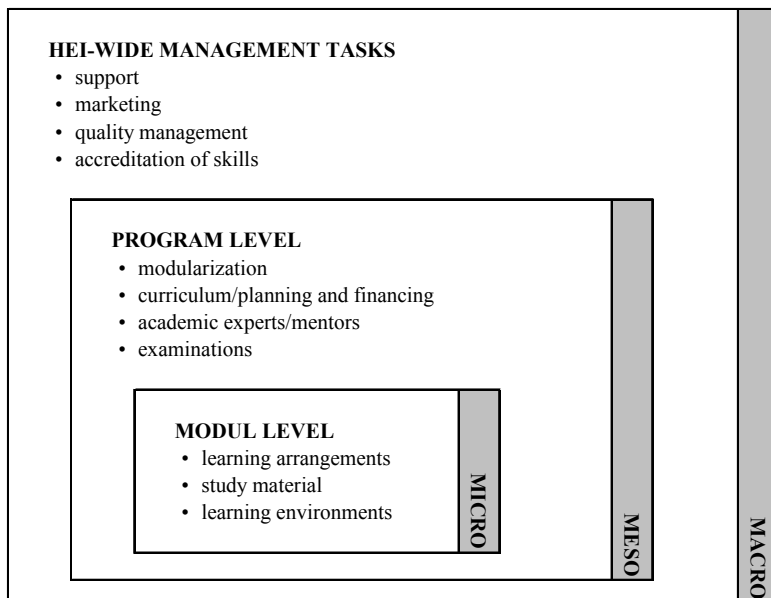 HEI-WIDE MANAGEMENT TASKS
• support
• marketing
• quality management
• accreditation of skills
PROGRAM LEVEL
• modularization
• curriculum/planning and financing
• academic experts/mentors
• examinations
MODUL LEVEL
• learning arrangements
• study material
• learning environments
MICRO
MESO
MACRO